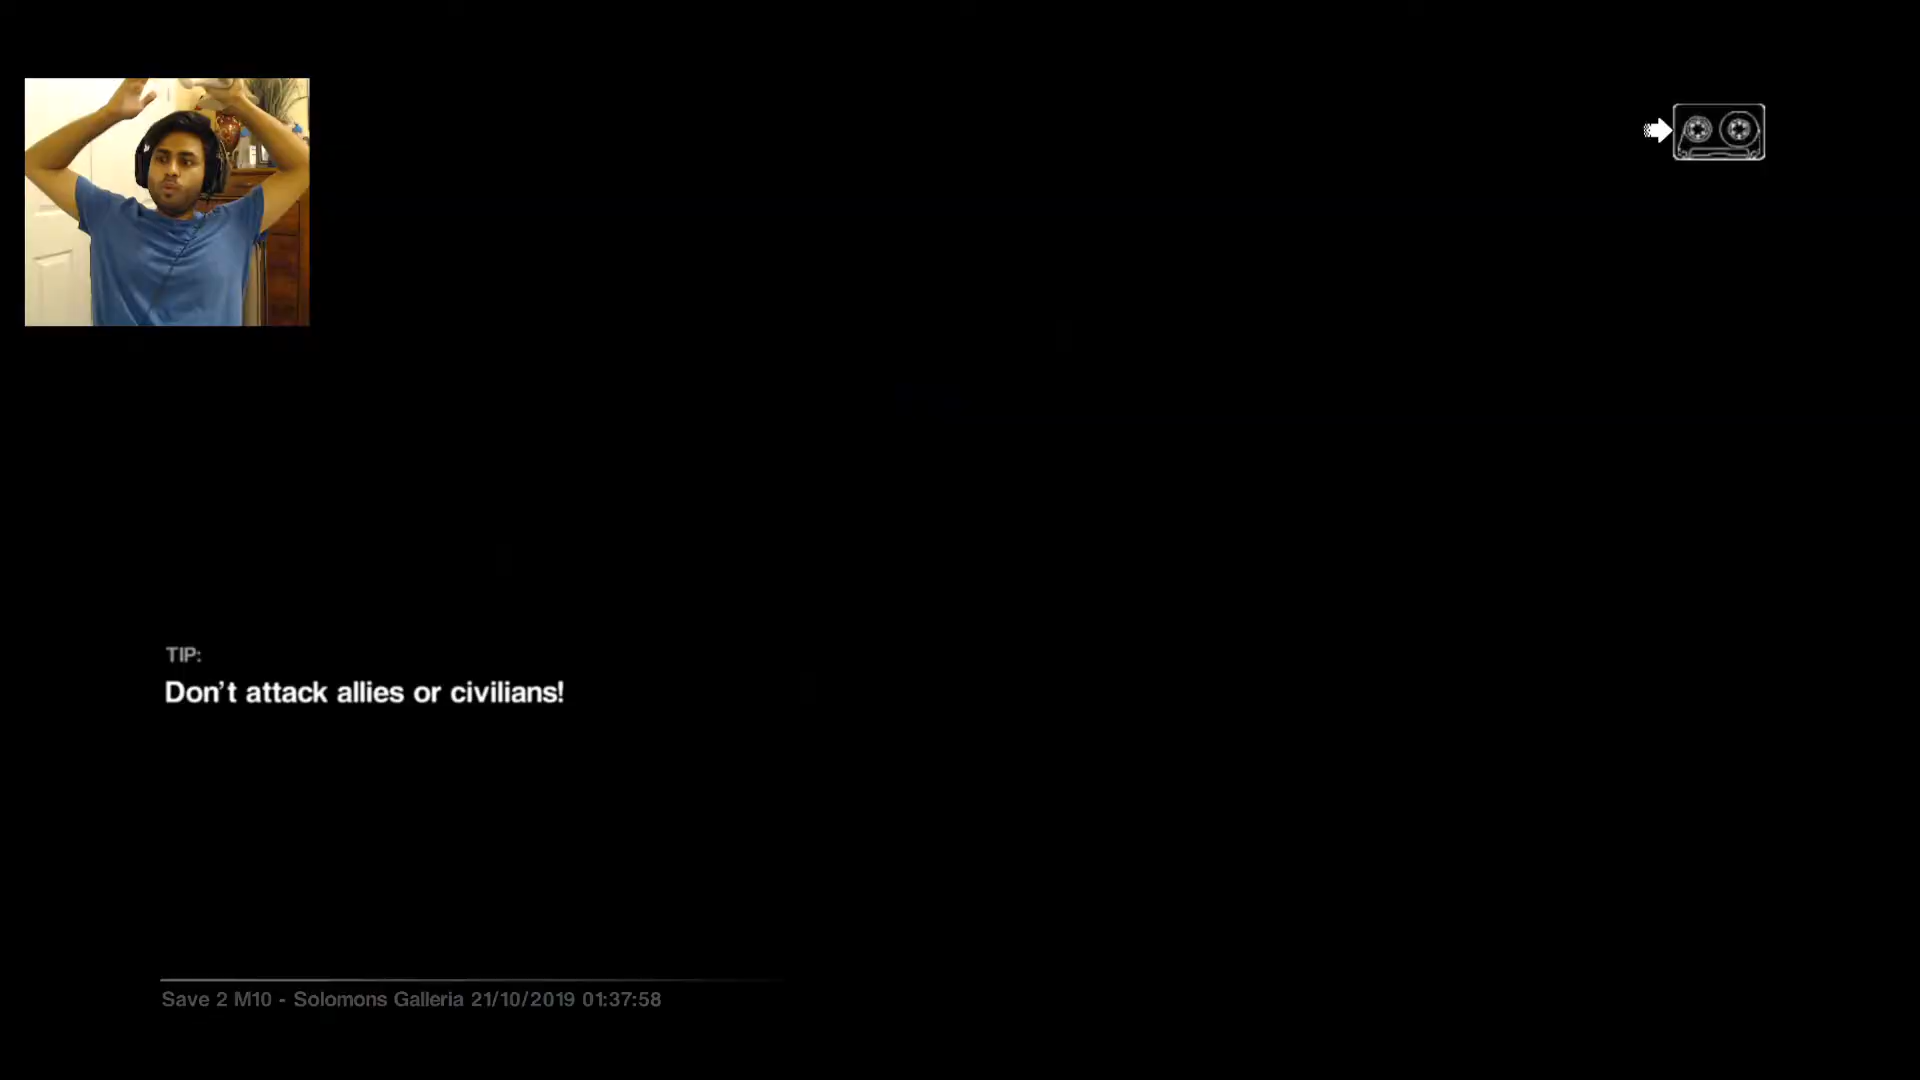 TIP:
Don't attack allies or civilians!
Save 2 M10 - Solomons Galleria 21/10/2019 01:37:58